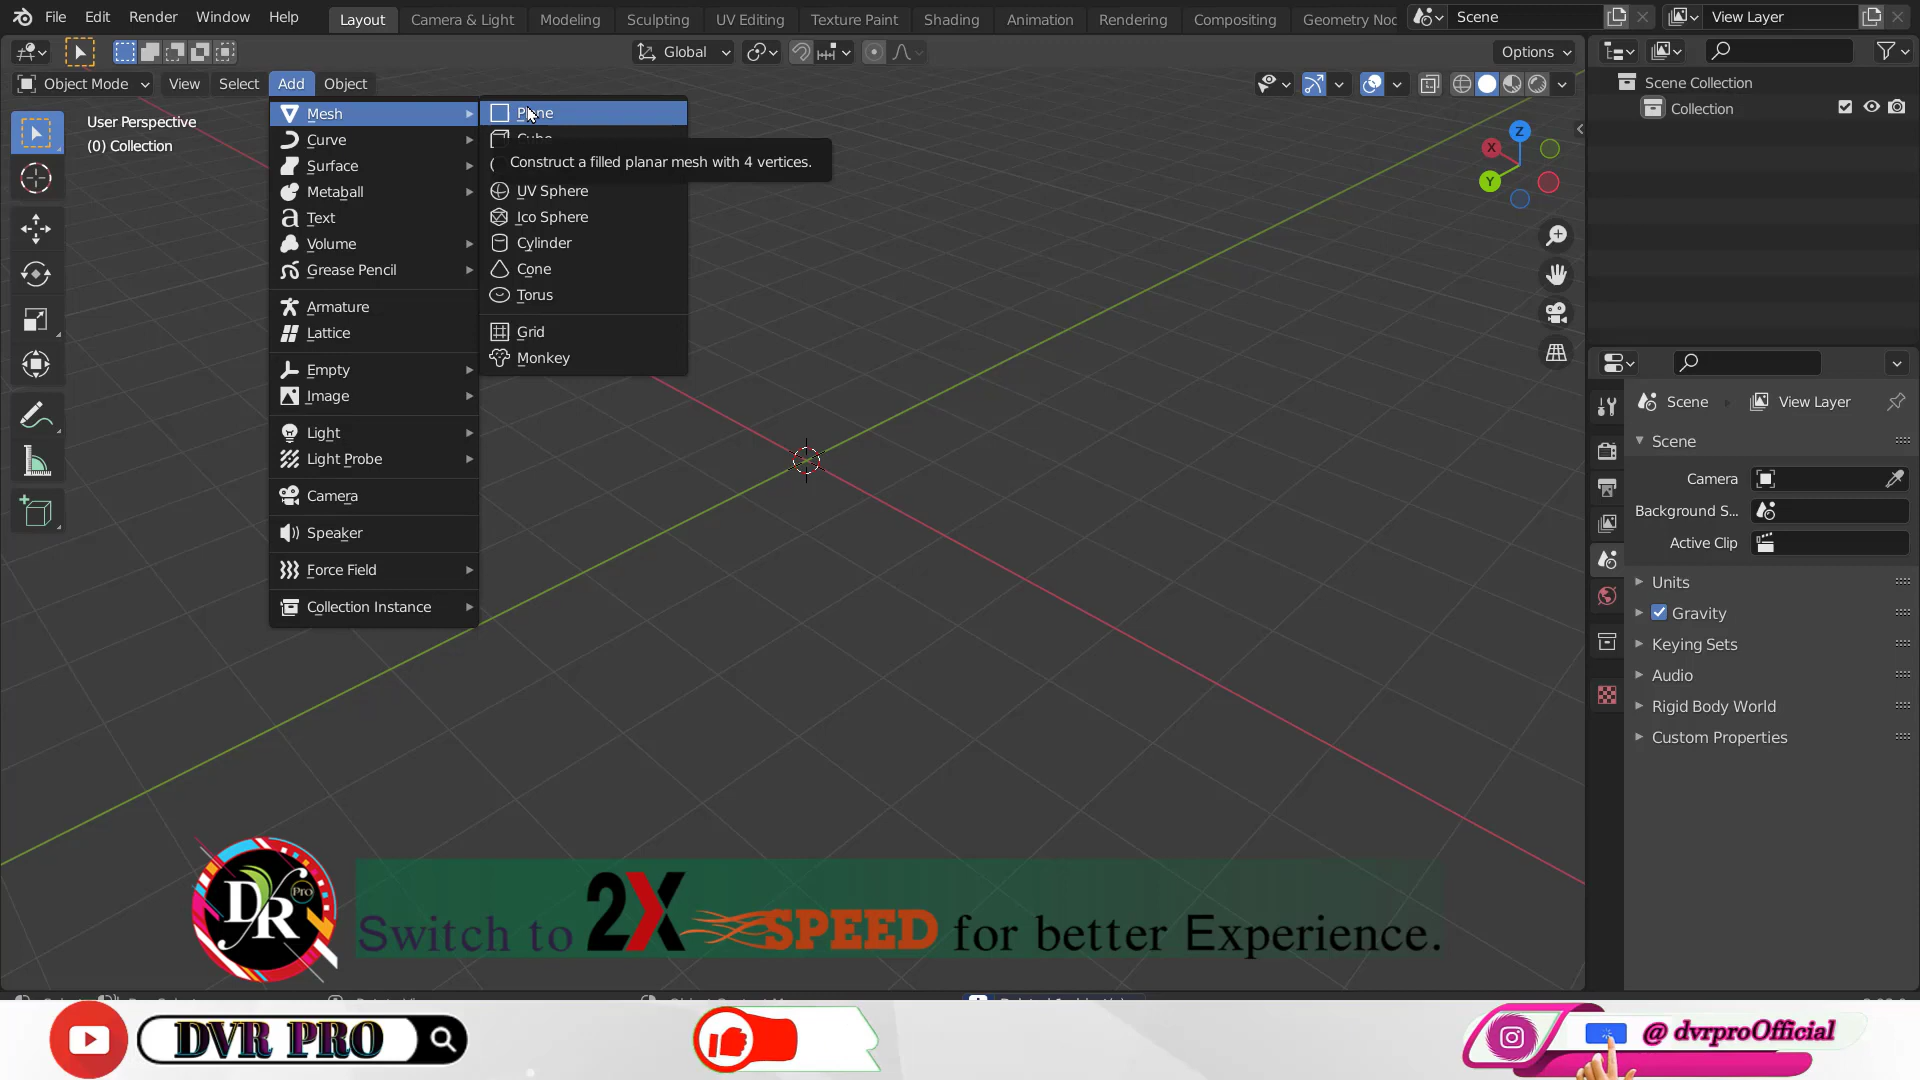 File Edit Render Window Help Layout Camera & Light Modeling Sculpting UV Editing Texture Paint Shading Animation Rendering Compositing Geometry Noc Scene View Layer
Global Options
Object Mode View Select Add Object
Scene Collection
Collection
User Perspective
(0) Collection
Mesh
Curve
Surface
Metaball
Text
Volume
Grease Pencil
Armature
Lattice
Empty
Image
Light
Light Probe
Camera
Speaker
Force Field
Collection Instance
Plane
Cube
Construct a filled planar mesh with 4 vertices.
UV Sphere
Ico Sphere
Cylinder
Cone
Torus
Grid
Monkey
Z
X
Y
Scene View Layer
Scene
Camera
Background S...
Active Clip
Units
Gravity
Keying Sets
Audio
Rigid Body World
Custom Properties
DR Pro
Switch to 2X SPEED for better Experience.
DVR PRO
@ dvrproOfficial